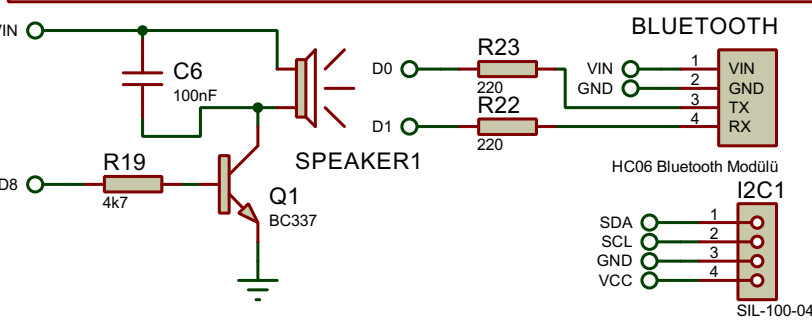 VIN
C6
100nF
SPEAKER1
D8
R19
4k7
Q1
BC337
BLUETOOTH
D0
R23
220
D1
R22
220
VIN
GND
1
2
3
4
VIN
GND
TX
RX
HC06 Bluetooth Modülü
I2C1
SDA
SCL
GND
VCC
1
2
3
4
SIL-100-04